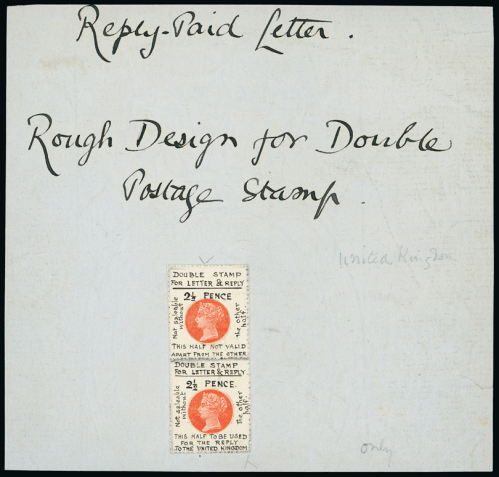 Reply-Paid Letter.
Rough Design for Double
Postage Stamp.
United Kingdom
DOUBLE STAMP
FOR LETTER & REPLY
2½ PENCE
Not saleable
without
the other
half.
THIS HALF NOT VALID
APART FROM THE OTHER
DOUBLE STAMP
FOR LETTER & REPLY.
2½ PENCE.
Not saleable
without
the other
half.
THIS HALF TO BE USED
FOR THE REPLY
TO THE UNITED KINGDOM
only